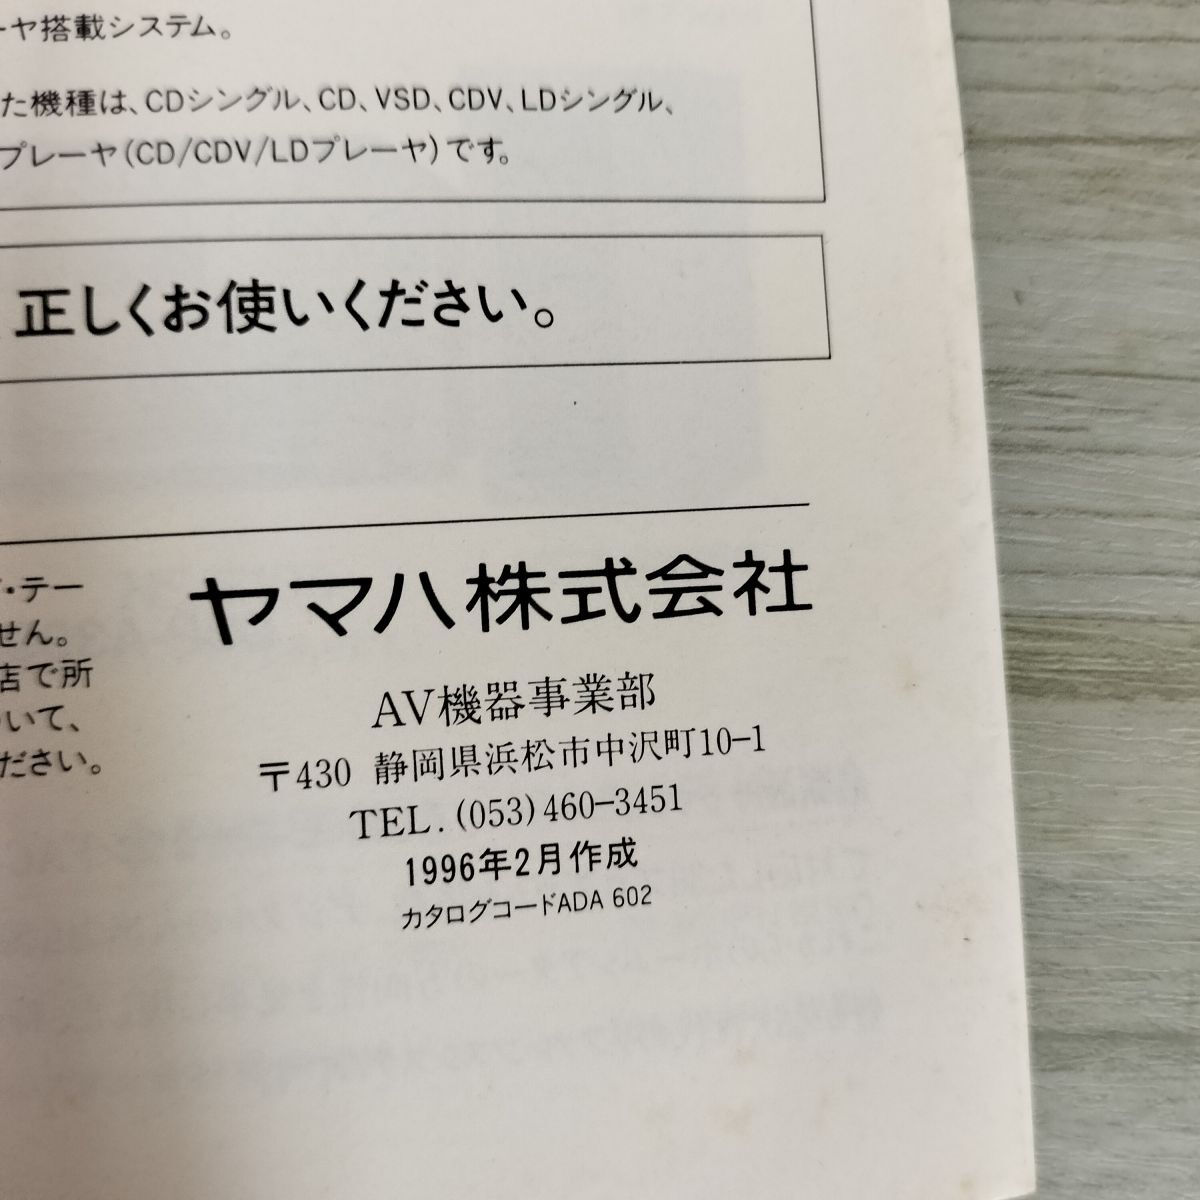 ーヤ搭載システム。
た機種は、CDシングル、CD、VSD、CDV、LDシングル、
プレーヤ(CD/CDV/LDプレーヤ)です。
正しくお使いください。
・テー
せん。
店で所
いて、
ださい。
ヤマハ株式会社
AV機器事業部
〒430 静岡県浜松市中沢町10-1
TEL. (053)460-3451
1996年2月作成
カタログコードADA 602